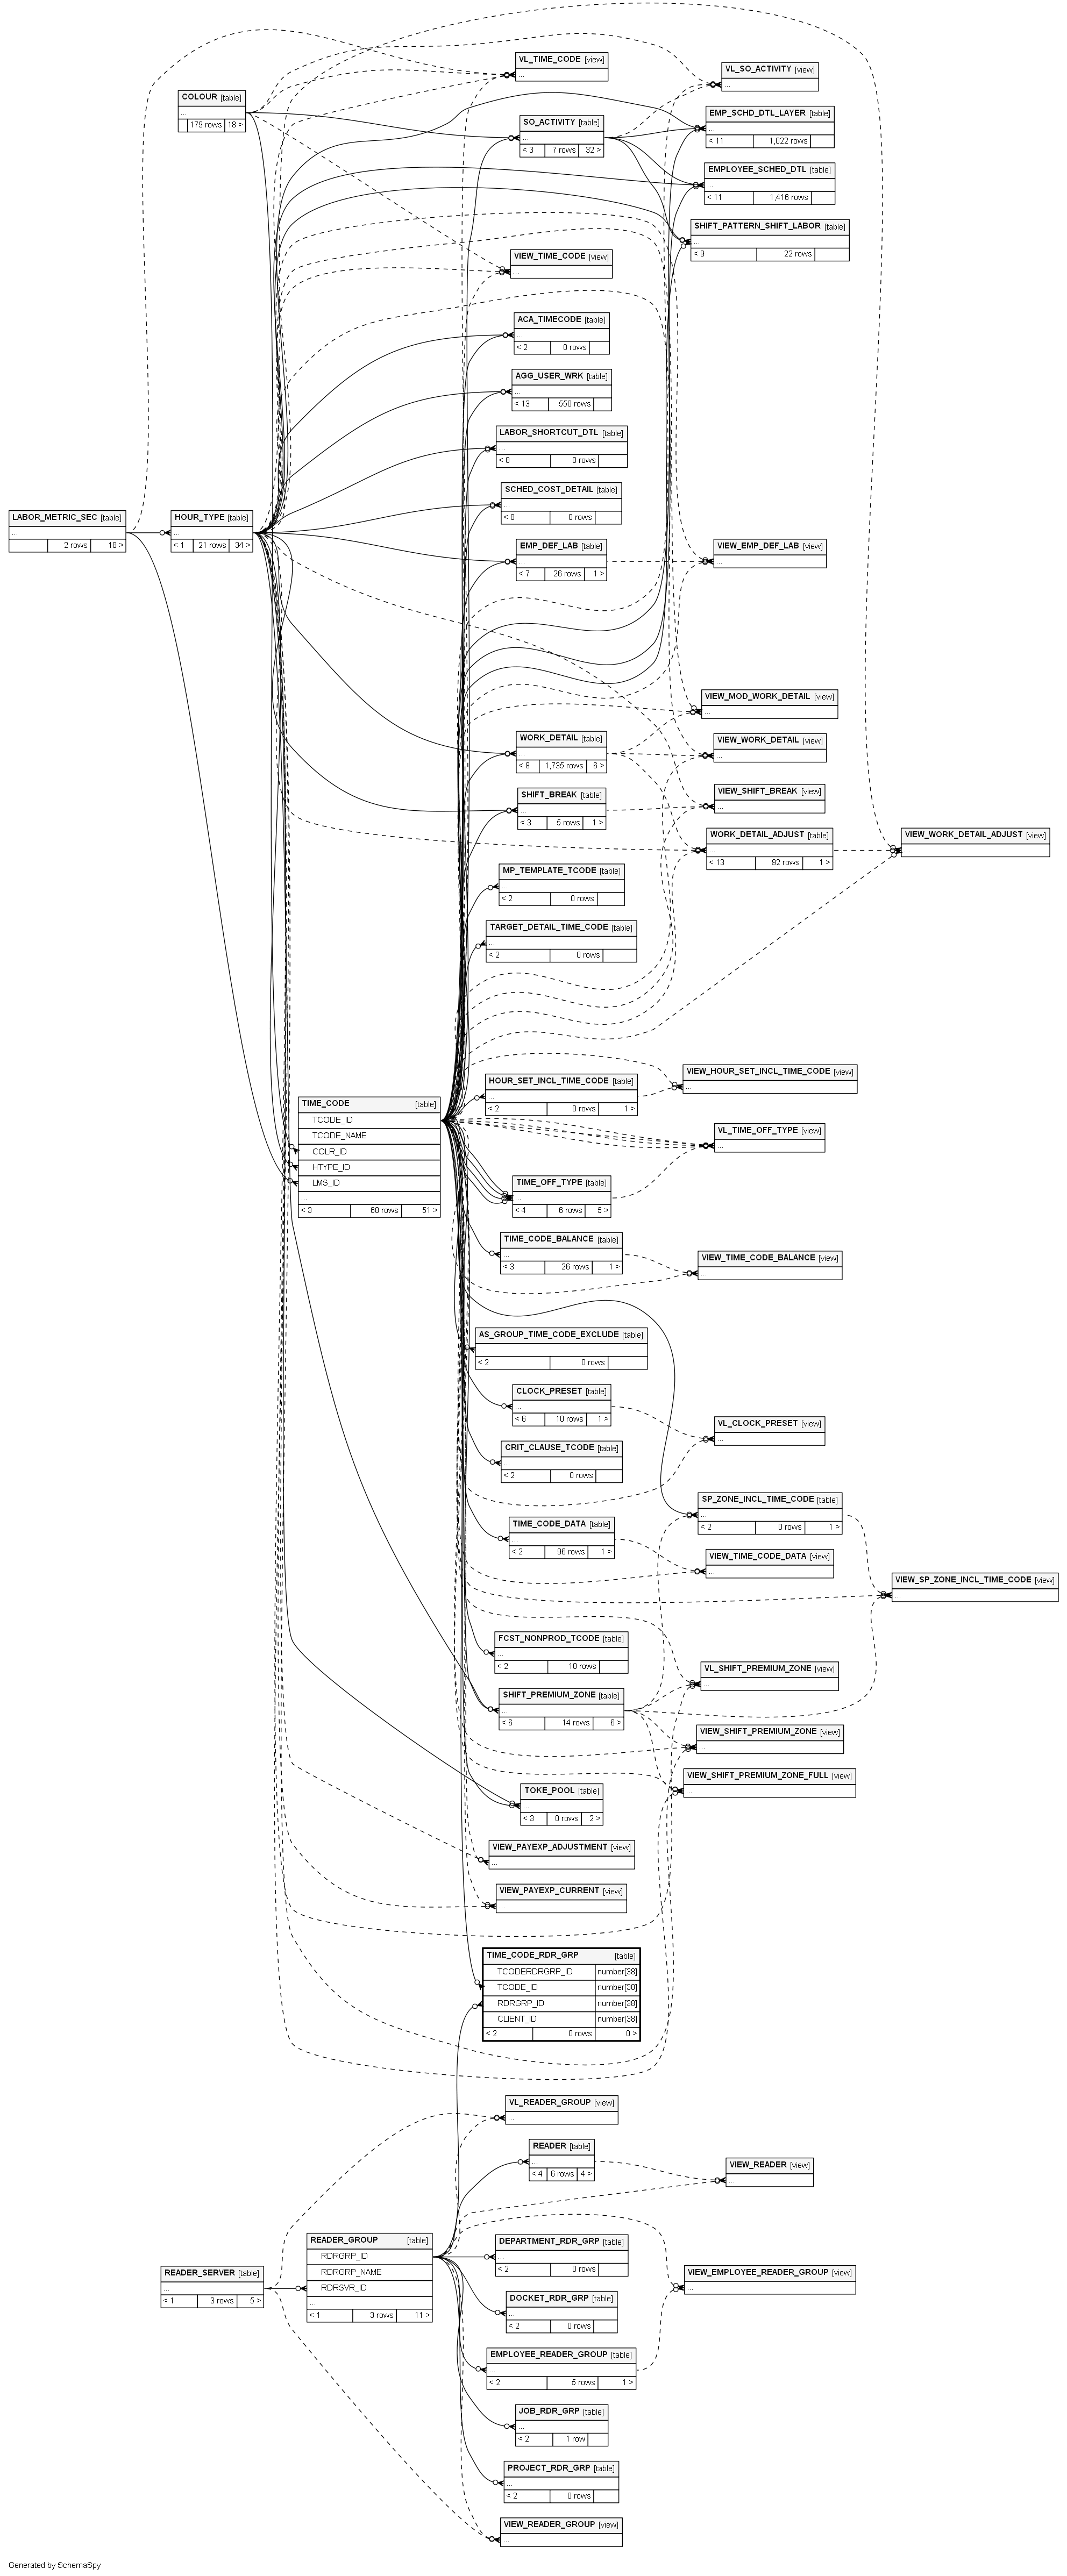 VL_TIME_CODE [view]
...
VL_SO_ACTIVITY [view]
...
COLOUR [table]
...
179 rows 18 >
EMP_SCHD_DTL_LAYER [table]
...
< 11 1,022 rows
SO_ACTIVITY [table]
...
< 3 7 rows 32 >
EMPLOYEE_SCHED_DTL [table]
...
< 11 1,416 rows
SHIFT_PATTERN_SHIFT_LABOR [table]
...
< 9 22 rows
VIEW_TIME_CODE [view]
...
ACA_TIMECODE [table]
...
< 2 0 rows
AGG_USER_WRK [table]
...
< 13 550 rows
LABOR_SHORTCUT_DTL [table]
...
< 8 0 rows
SCHED_COST_DETAIL [table]
...
< 8 0 rows
LABOR_METRIC_SEC [table]
...
2 rows 18 >
HOUR_TYPE [table]
...
< 1 21 rows 34 >
EMP_DEF_LAB [table]
...
< 7 26 rows 1 >
VIEW_EMP_DEF_LAB [view]
...
VIEW_MOD_WORK_DETAIL [view]
...
WORK_DETAIL [table]
...
< 8 1,735 rows 6 >
VIEW_WORK_DETAIL [view]
...
SHIFT_BREAK [table]
...
< 3 5 rows 1 >
VIEW_SHIFT_BREAK [view]
...
WORK_DETAIL_ADJUST [table]
...
< 13 92 rows 1 >
VIEW_WORK_DETAIL_ADJUST [view]
...
MP_TEMPLATE_TCODE [table]
...
< 2 0 rows
TARGET_DETAIL_TIME_CODE [table]
...
< 2 0 rows
VIEW_HOUR_SET_INCL_TIME_CODE [view]
...
HOUR_SET_INCL_TIME_CODE [table]
...
< 2 0 rows 1 >
TIME_CODE [table]
TCODE_ID
TCODE_NAME
COLR_ID
HTYPE_ID
LMS_ID
...
< 3 68 rows 51 >
VL_TIME_OFF_TYPE [view]
...
TIME_OFF_TYPE [table]
...
< 4 6 rows 5 >
TIME_CODE_BALANCE [table]
...
< 3 26 rows 1 >
VIEW_TIME_CODE_BALANCE [view]
...
AS_GROUP_TIME_CODE_EXCLUDE [table]
...
< 2 0 rows
CLOCK_PRESET [table]
...
< 6 10 rows 1 >
VL_CLOCK_PRESET [view]
...
CRIT_CLAUSE_TCODE [table]
...
< 2 0 rows
SP_ZONE_INCL_TIME_CODE [table]
...
< 2 0 rows 1 >
TIME_CODE_DATA [table]
...
< 2 96 rows 1 >
VIEW_TIME_CODE_DATA [view]
...
VIEW_SP_ZONE_INCL_TIME_CODE [view]
...
FCST_NONPROD_TCODE [table]
...
< 2 10 rows
VL_SHIFT_PREMIUM_ZONE [view]
...
SHIFT_PREMIUM_ZONE [table]
...
< 6 14 rows 6 >
VIEW_SHIFT_PREMIUM_ZONE [view]
...
VIEW_SHIFT_PREMIUM_ZONE_FULL [view]
...
TOKE_POOL [table]
...
< 3 0 rows 2 >
VIEW_PAYEXP_ADJUSTMENT [view]
...
VIEW_PAYEXP_CURRENT [view]
...
TIME_CODE_RDR_GRP [table]
TCODERDRGRP_ID number[38]
TCODE_ID number[38]
RDRGRP_ID number[38]
CLIENT_ID number[38]
< 2 0 rows 0 >
VL_READER_GROUP [view]
...
READER [table]
...
< 4 6 rows 4 >
VIEW_READER [view]
...
READER_GROUP [table]
RDRGRP_ID
RDRGRP_NAME
RDRSVR_ID
...
< 1 3 rows 11 >
DEPARTMENT_RDR_GRP [table]
...
< 2 0 rows
READER_SERVER [table]
...
< 1 3 rows 5 >
VIEW_EMPLOYEE_READER_GROUP [view]
...
DOCKET_RDR_GRP [table]
...
< 2 0 rows
EMPLOYEE_READER_GROUP [table]
...
< 2 5 rows 1 >
JOB_RDR_GRP [table]
...
< 2 1 row
PROJECT_RDR_GRP [table]
...
< 2 0 rows
VIEW_READER_GROUP [view]
...
Generated by SchemaSpy